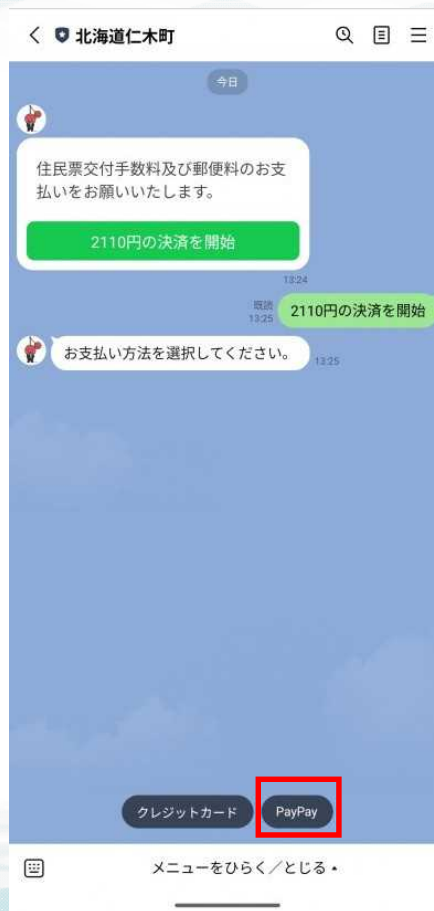 北海道仁木町
今日
住民票交付手数料及び郵便料のお支
払いをお願いいたします。
2110円の決済を開始
13:24
既読
13:25
2110円の決済を開始
お支払い方法を選択してください。
13:25
クレジットカード
PayPay
メニューをひらく／とじる